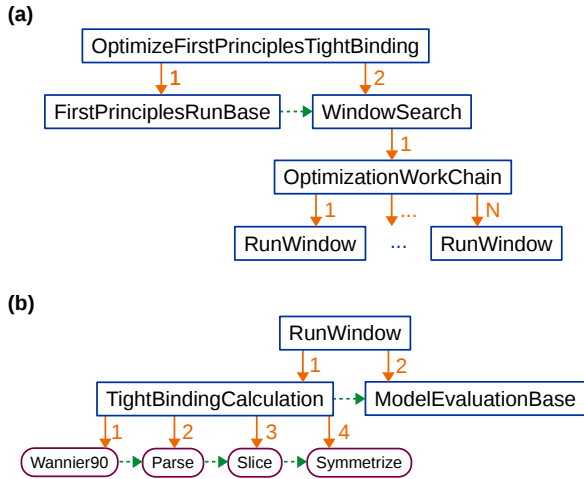 (a)
OptimizeFirstPrinciplesTightBinding
1 2
FirstPrinciplesRunBase WindowSearch
1
OptimizationWorkChain
1 ... N
RunWindow ... RunWindow
(b)
RunWindow
1 2
TightBindingCalculation ModelEvaluationBase
1 2 3 4
Wannier90 Parse Slice Symmetrize